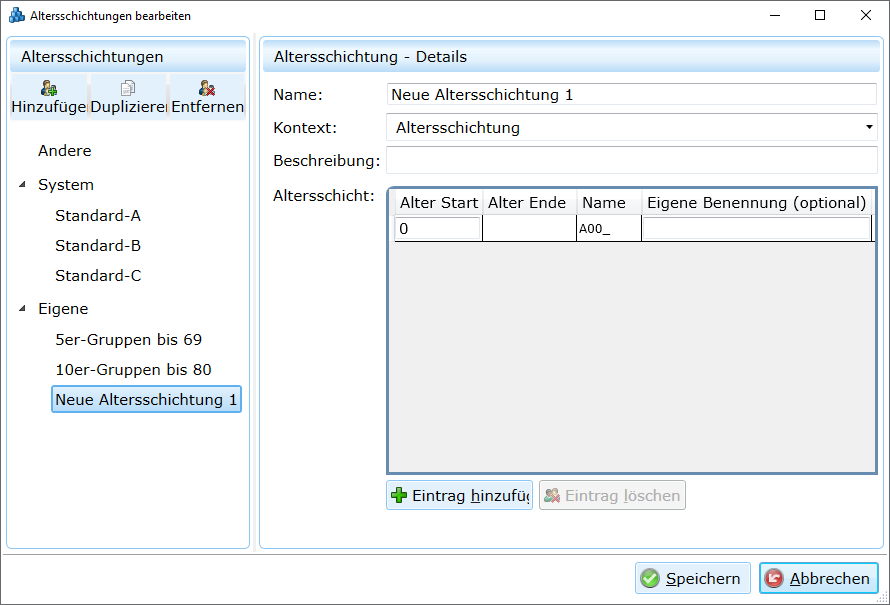 Altersschichtungen bearbeiten
Altersschichtungen
Hinzufüge Duplizierer Entfernen
Andere
System
Standard-A
Standard-B
Standard-C
Eigene
5er-Gruppen bis 69
10er-Gruppen bis 80
Neue Altersschichtung 1
Altersschichtung - Details
Name: Neue Altersschichtung 1
Kontext: Altersschichtung
Beschreibung:
Altersschicht:
Alter Start Alter Ende Name Eigene Benennung (optional)
0 A00_
Eintrag hinzufüg Eintrag löschen
Speichern Abbrechen